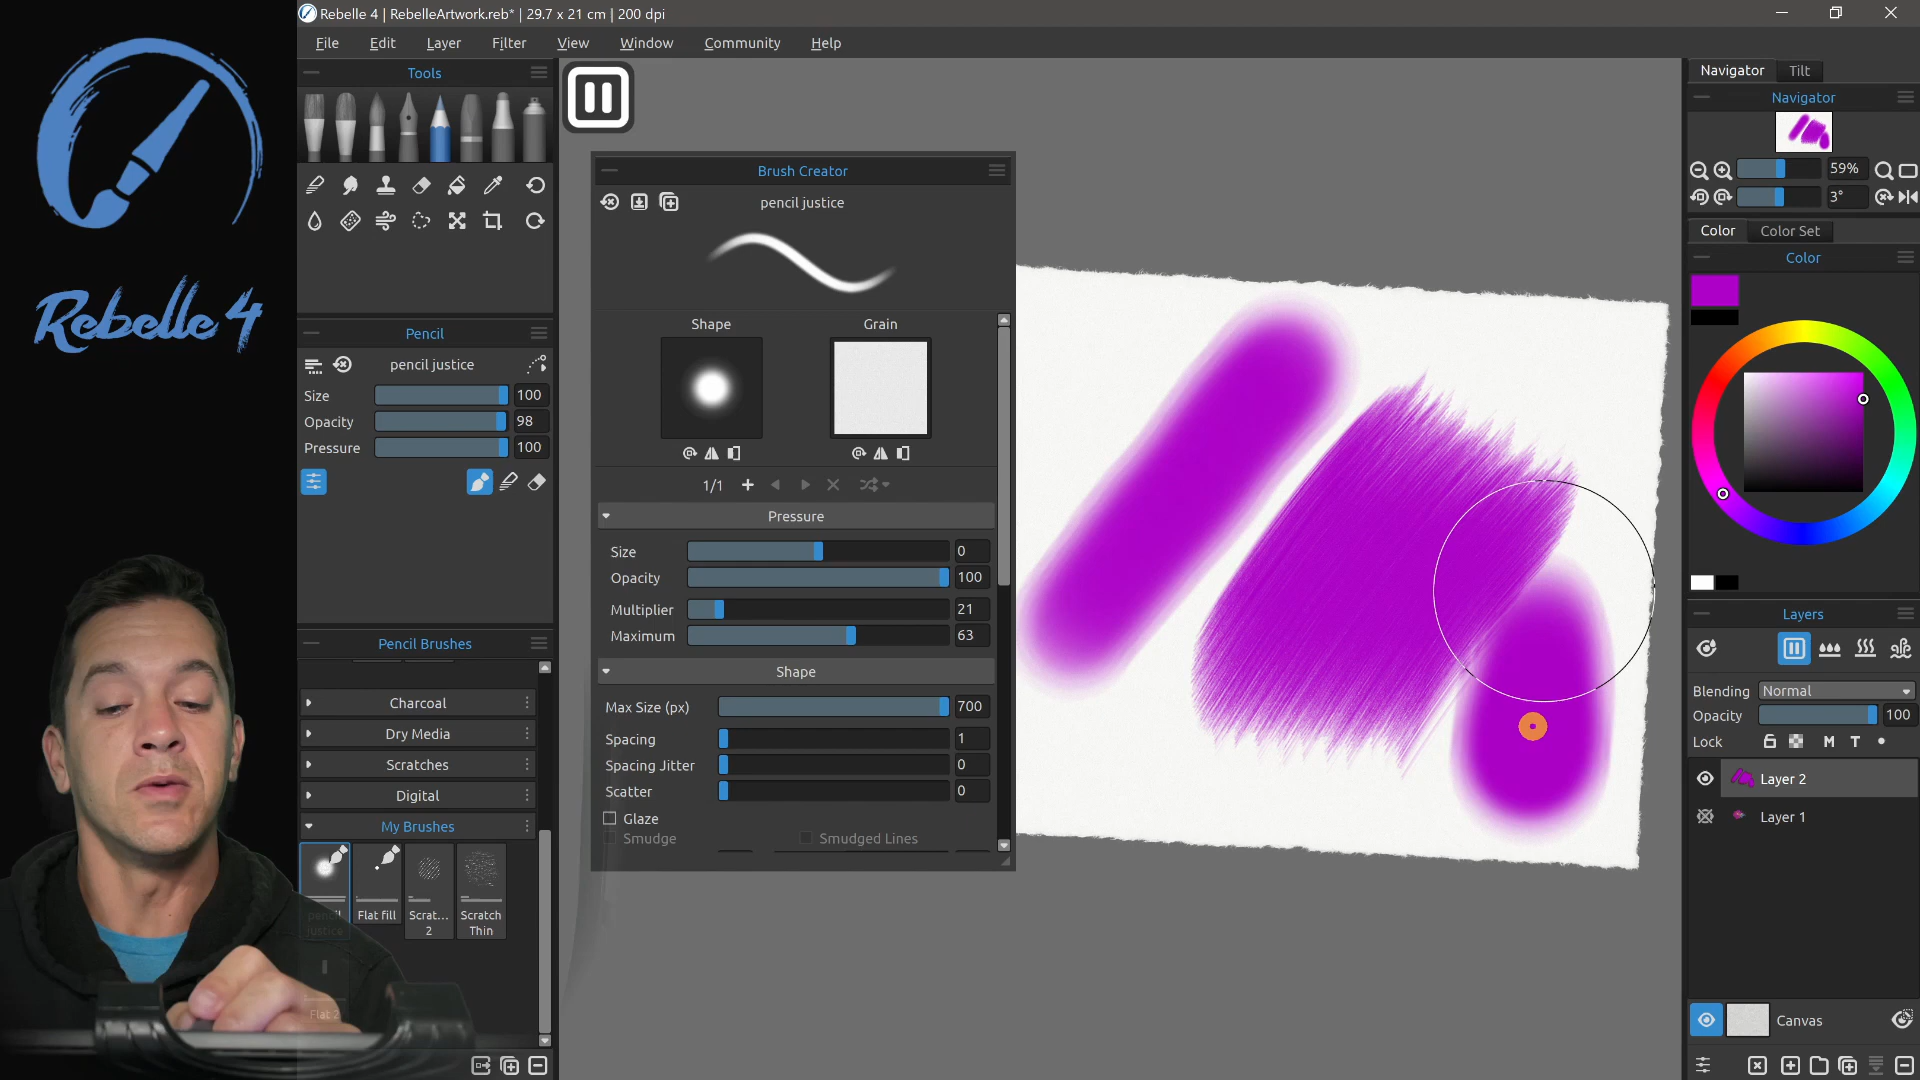 Rebelle 4 | RebelleArtwork.reb* | 29.7 x 21 cm | 200 dpi
File Edit Layer Filter View Window Community Help
Rebelle 4
Tools
Pencil
pencil justice
Size 100
Opacity 98
Pressure 100
Pencil Brushes
Charcoal
Dry Media
Scratches
Digital
My Brushes
pencil justice
Flat fill
Scrat... 2
Scratch Thin
Flat 2
Brush Creator
pencil justice
Shape Grain
1/1
Pressure
Size 0
Opacity 100
Multiplier 21
Maximum 63
Shape
Max Size (px) 700
Spacing 1
Spacing Jitter 0
Scatter 0
Glaze
Smudge Smudged Lines
Navigator Tilt
Navigator
59%
3°
Color Color Set
Color
Layers
Blending Normal
Opacity 100
Lock M T
Layer 2
Layer 1
Canvas